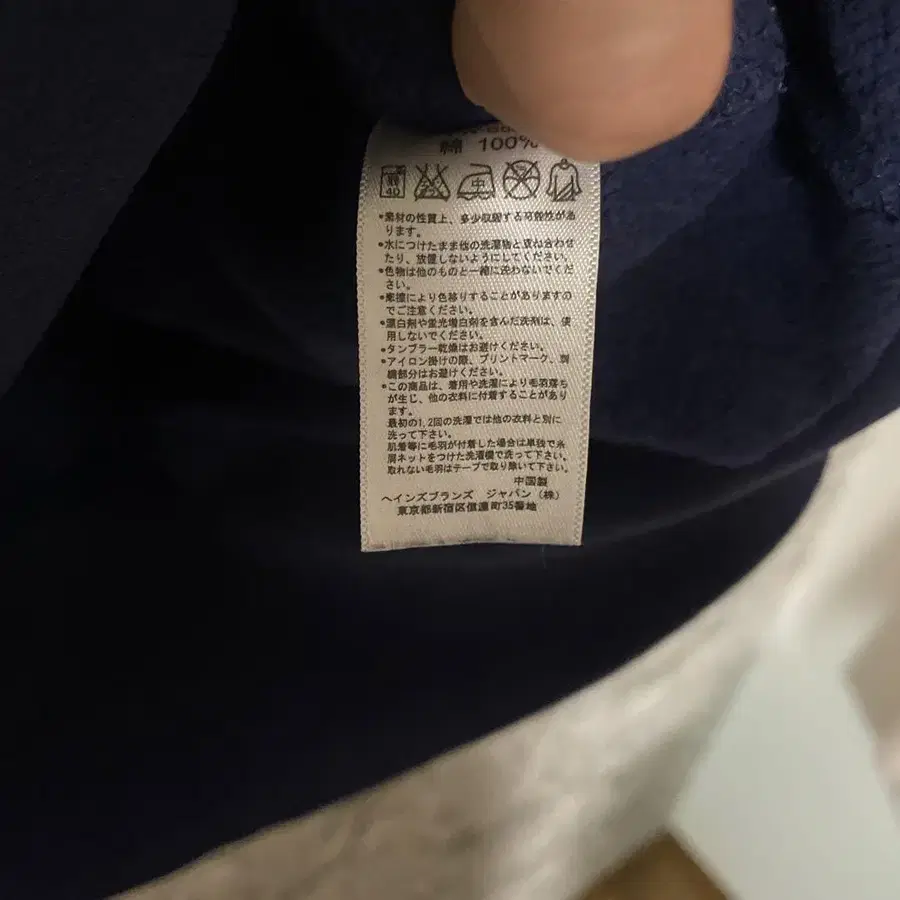 綿 100%
40
中
•素材の性質上、多少収縮する可能性があ
ります。
•水につけたまま他の洗濯物と重ね合わせ
たり、放置しないようにしてください。
•色物は他のものと一緒に洗わないでくだ
さい。
•摩擦により色移りすることがありますの
でご注意ください。
•漂白剤や蛍光増白剤を含んだ洗剤は、使
用しないでください。
•タンブラー乾燥はお避けください。
•アイロン掛けの際、プリントマーク、刺
繍部分はお避けください。
•この商品は、着用や洗濯により毛羽落ち
が生じ、他の衣料に付着することがあり
ます。
最初の1,2回の洗濯では他の衣料と別に
洗って下さい。
肌着等に毛羽が付着した場合は単独で糸
屑ネットをつけた洗濯機で洗って下さい。
取れない毛羽はテープで取り除いて下さい。
中国製
ヘインズブランズ ジャパン（株）
東京都新宿区信濃町35番地